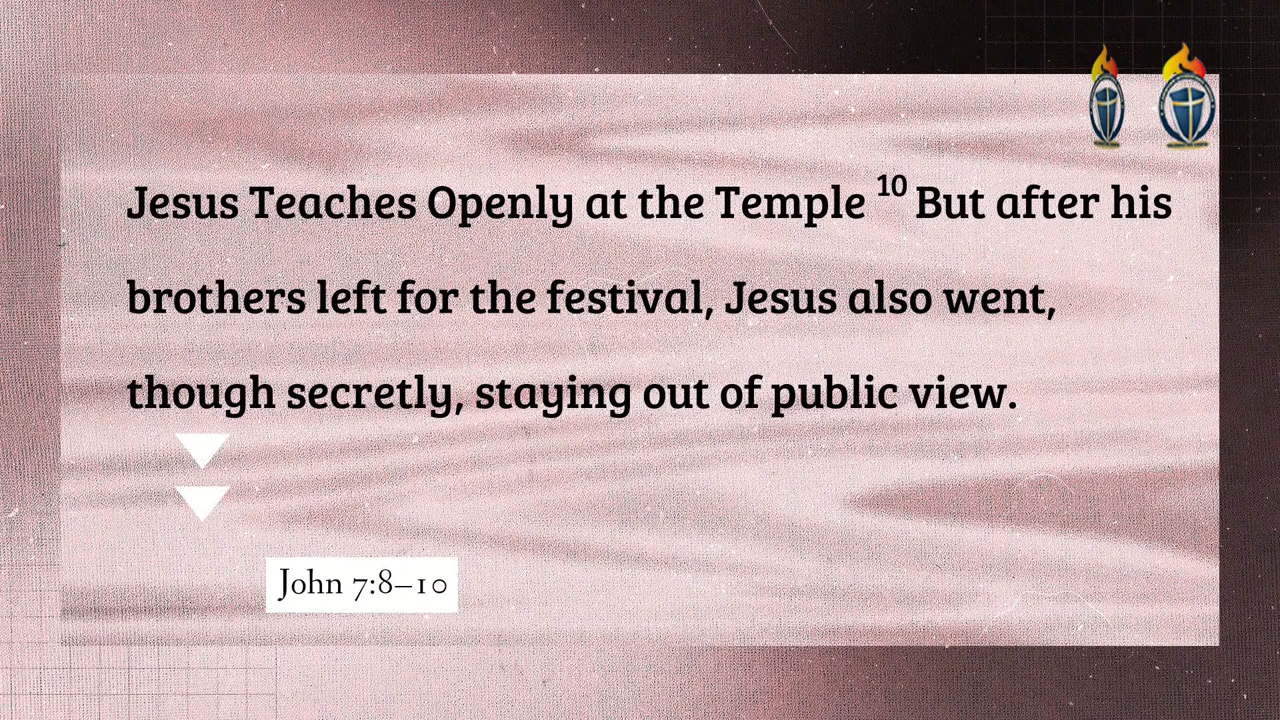 Jesus Teaches Openly at the Temple 10 But after his
brothers left for the festival, Jesus also went,
though secretly, staying out of public view.
John 7:8–10